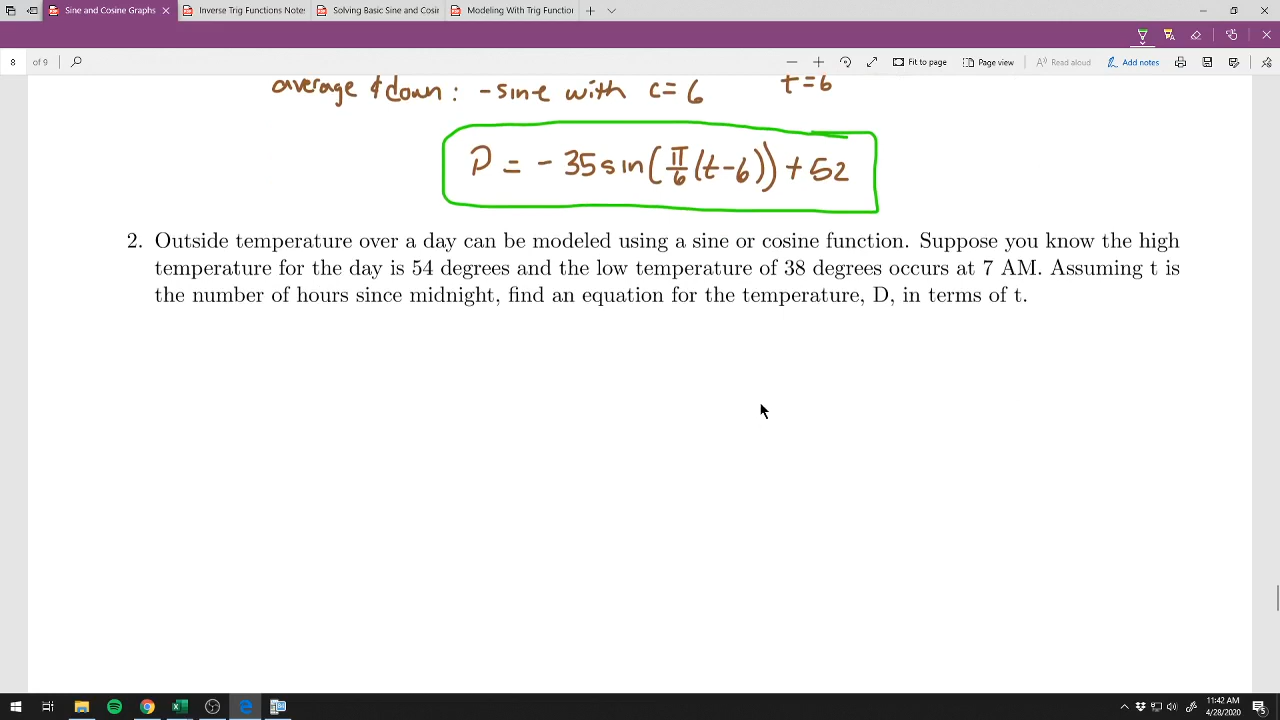 Sine and Cosine Graphs
Inverse Trig Functions Notes
Solving Basic Sine and Cosin
Modeling With Trig Function
8 of 9
Fit to page
Page view
Read aloud
Add notes
average & down : - sine with c = 6 t = 6
D = - 35 sin ( π/6 (t - 6)) + 52
2. Outside temperature over a day can be modeled using a sine or cosine function. Suppose you know the high
temperature for the day is 54 degrees and the low temperature of 38 degrees occurs at 7 AM. Assuming t is
the number of hours since midnight, find an equation for the temperature, D, in terms of t.
11:42 AM
4/28/2020